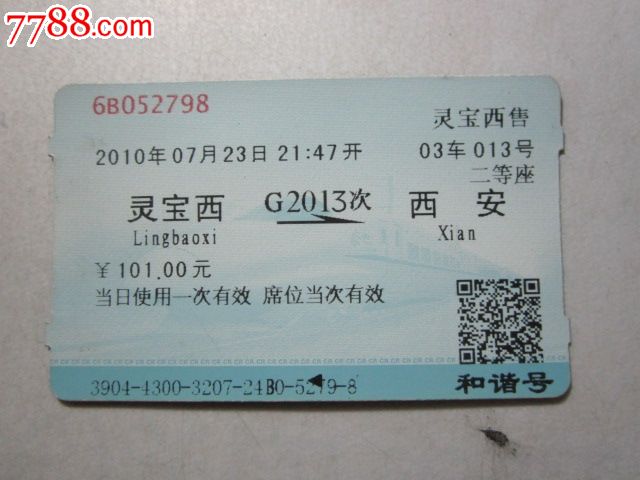 7788.com
6B052798
灵宝西售
2010年07月23日21:47开 03车013号
二等座
灵宝西 G2013次 西安
Lingbaoxi Xian
¥101.00元
当日使用一次有效 席位当次有效
3904-4300-3207-24B0-5279-8
和谐号